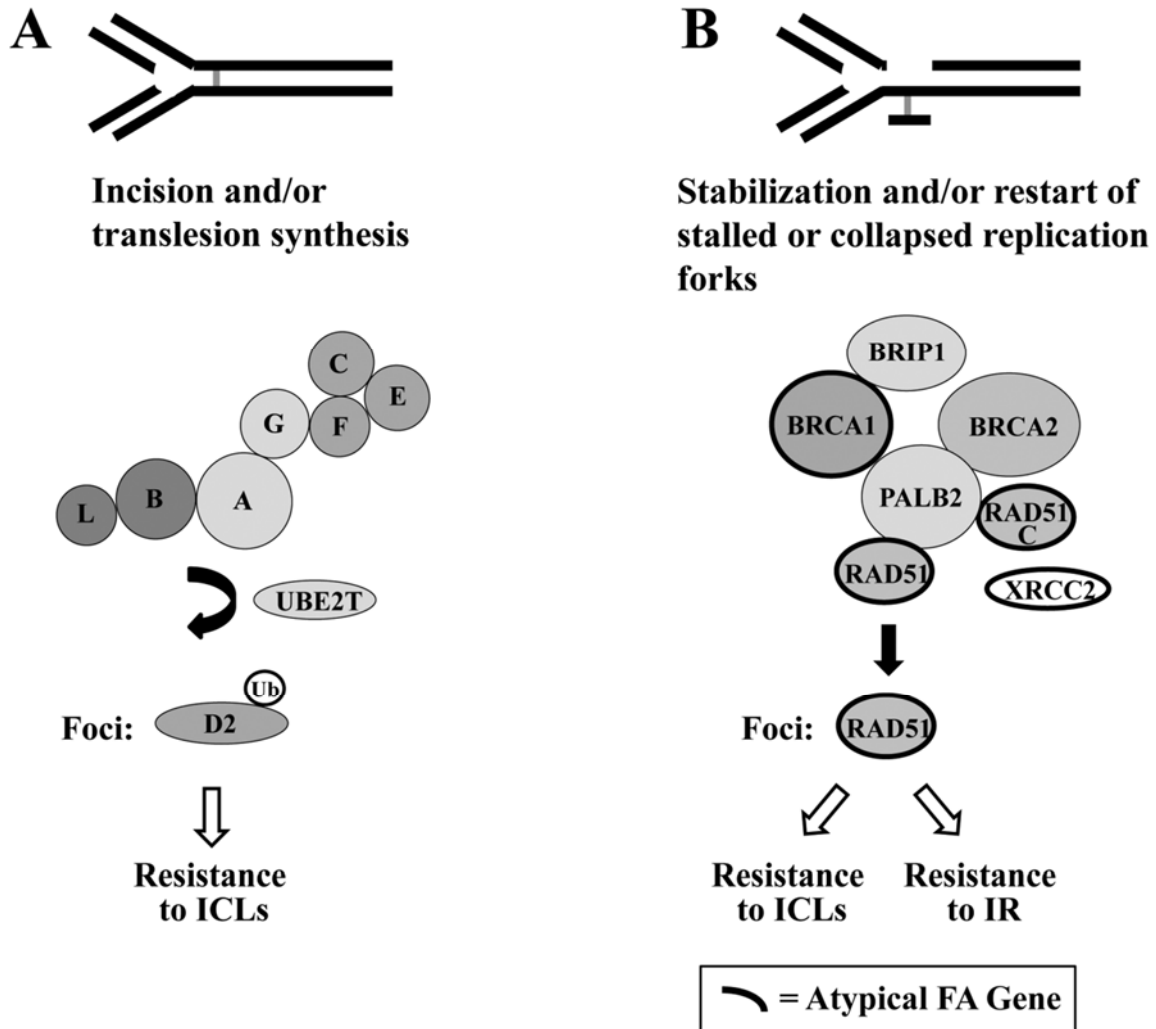 A
Incision and/or
translesion synthesis
C
E
G
F
A
B
L
UBE2T
Ub
D2
Foci:
Resistance
to ICLs
B
Stabilization and/or restart of
stalled or collapsed replication
forks
BRIP1
BRCA1
BRCA2
PALB2
RAD51
C
RAD51
XRCC2
Foci:
RAD51
Resistance
to ICLs
Resistance
to IR
= Atypical FA Gene